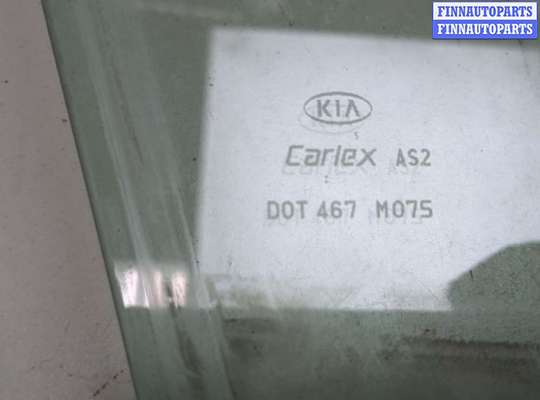 FINNAUTOPARTS
FINNAUTOPARTS
KIA
Carlex AS2
DOT 467 M075